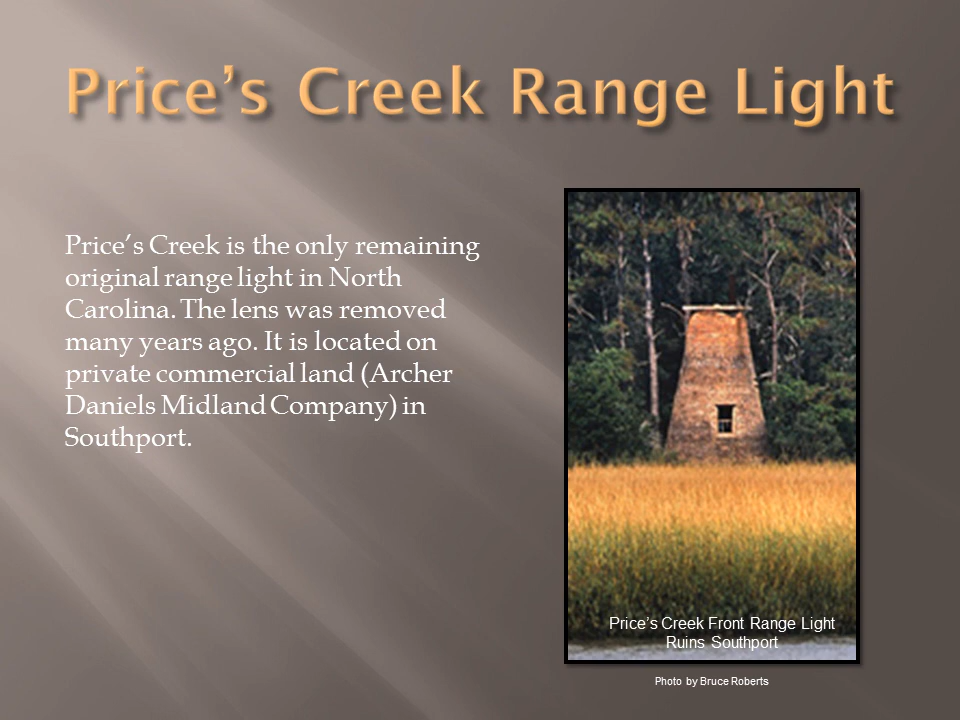 Price’s Creek Range Light
Price’s Creek is the only remaining
original range light in North
Carolina. The lens was removed
many years ago. It is located on
private commercial land (Archer
Daniels Midland Company) in
Southport.
Price’s Creek Front Range Light
Ruins Southport
Photo by Bruce Roberts